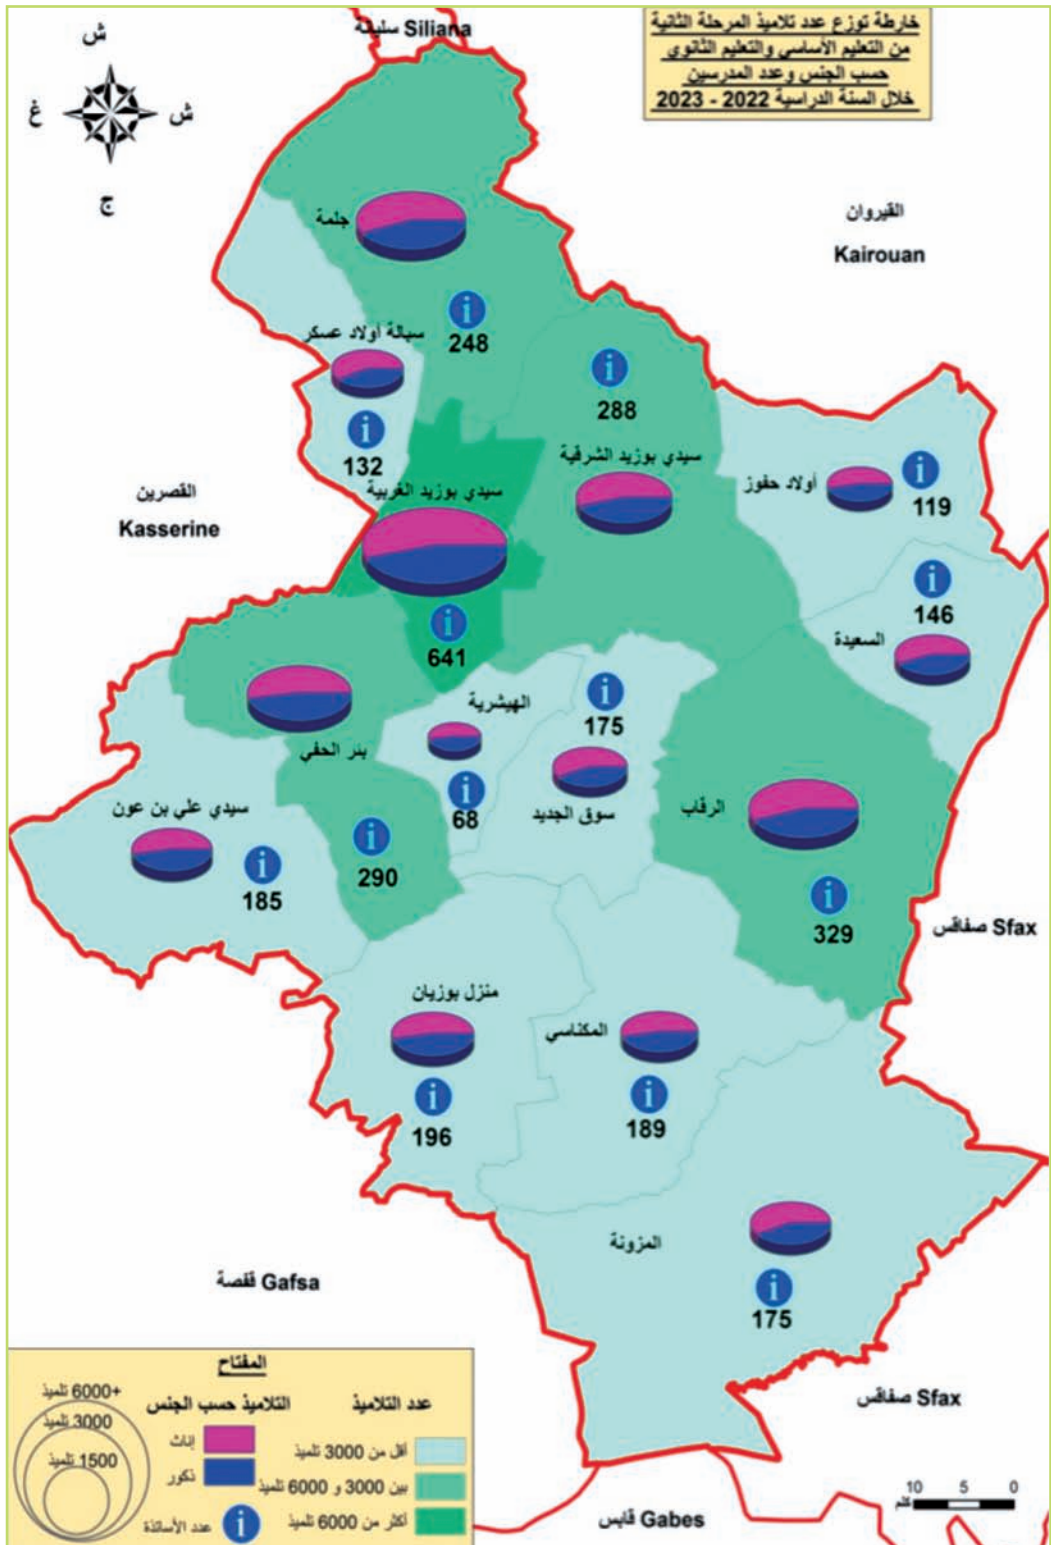 خارطة توزع عدد تلاميذ المرحلة الثانية
من التعليم الأساسي والتعليم الثانوي
حسب الجنس وعدد المدرسين
خلال السنة الدراسية 2022 - 2023
ش
غ
ش
ج
سليانة Siliana
القيروان
Kairouan
جلمة
248
سبالة أولاد عسكر
132
288
سيدي بوزيد الشرقية
سيدي بوزيد الغربية
641
أولاد حفوز
119
146
السعيدة
القصرين
Kasserine
بئر الحفي
290
الهيشرية
68
175
سوق الجديد
الرقاب
329
سيدي علي بن عون
185
صفاقس Sfax
منزل بوزيان
196
المكناسي
189
المزونة
175
قفصة Gafsa
صفاقس Sfax
قابس Gabes
المفتاح
عدد التلاميذ
أقل من 3000 تلميذ
بين 3000 و 6000 تلميذ
أكثر من 6000 تلميذ
التلاميذ حسب الجنس
إناث
ذكور
عدد الأساتذة
+6000 تلميذ
3000 تلميذ
1500 تلميذ
10 5 0
كلم